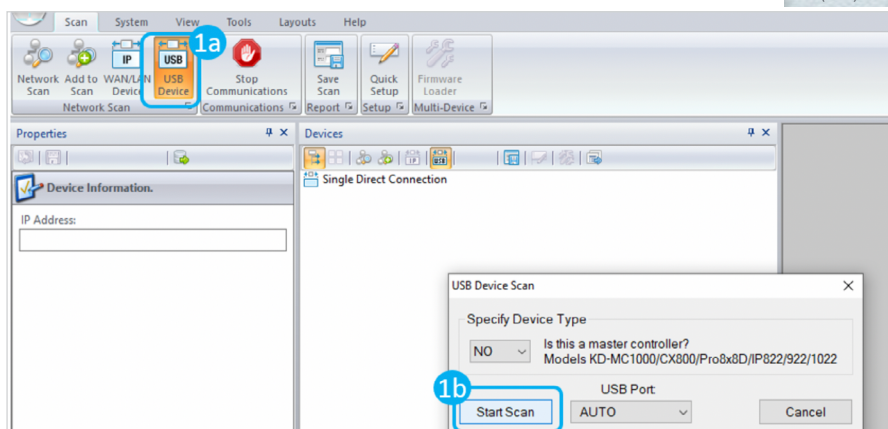 Scan System View Tools Layouts Help
1a
IP USB
Network Scan
Add to Scan
WAN/LAN Device
USB Device
Stop Communications
Save Scan
Quick Setup
Firmware Loader
Network Scan Communications Report Setup Multi-Device
Properties
Devices
Device Information.
Single Direct Connection
IP Address:
USB Device Scan
Specify Device Type
NO
Is this a master controller?
Models KD-MC1000/CX800/Pro8x8D/IP822/922/1022
1b
USB Port:
Start Scan AUTO Cancel